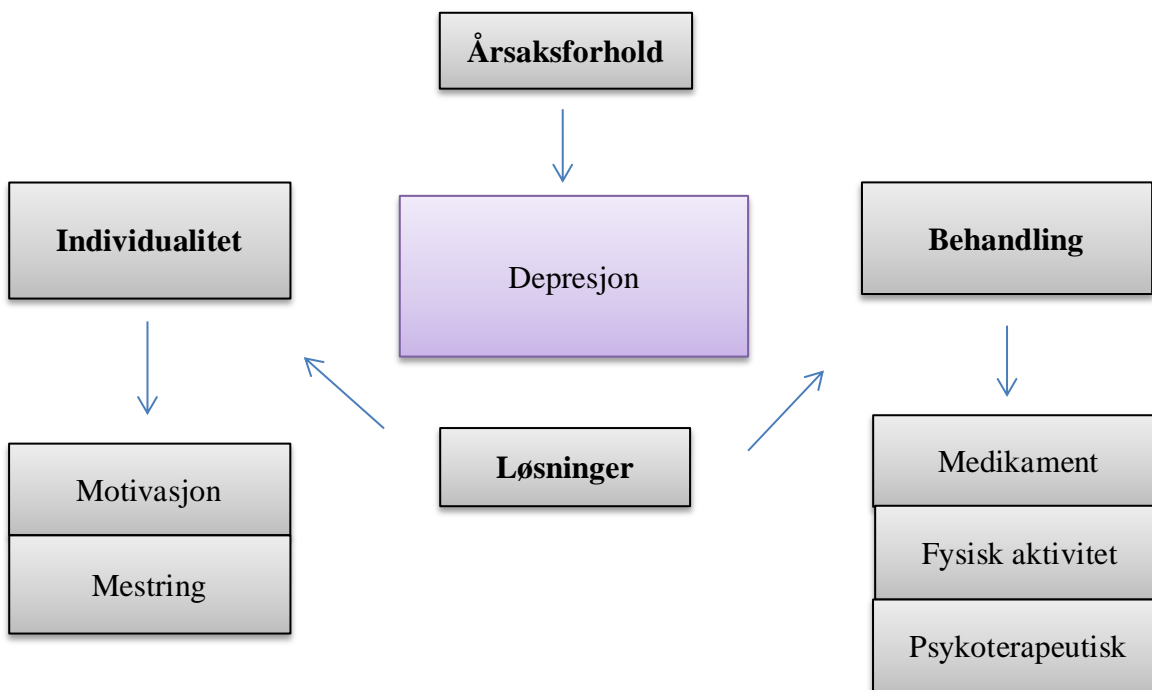 Årsaksforhold
Individualitet
Depresjon
Behandling
Løsninger
Motivasjon
Mestring
Medikament
Fysisk aktivitet
Psykoterapeutisk